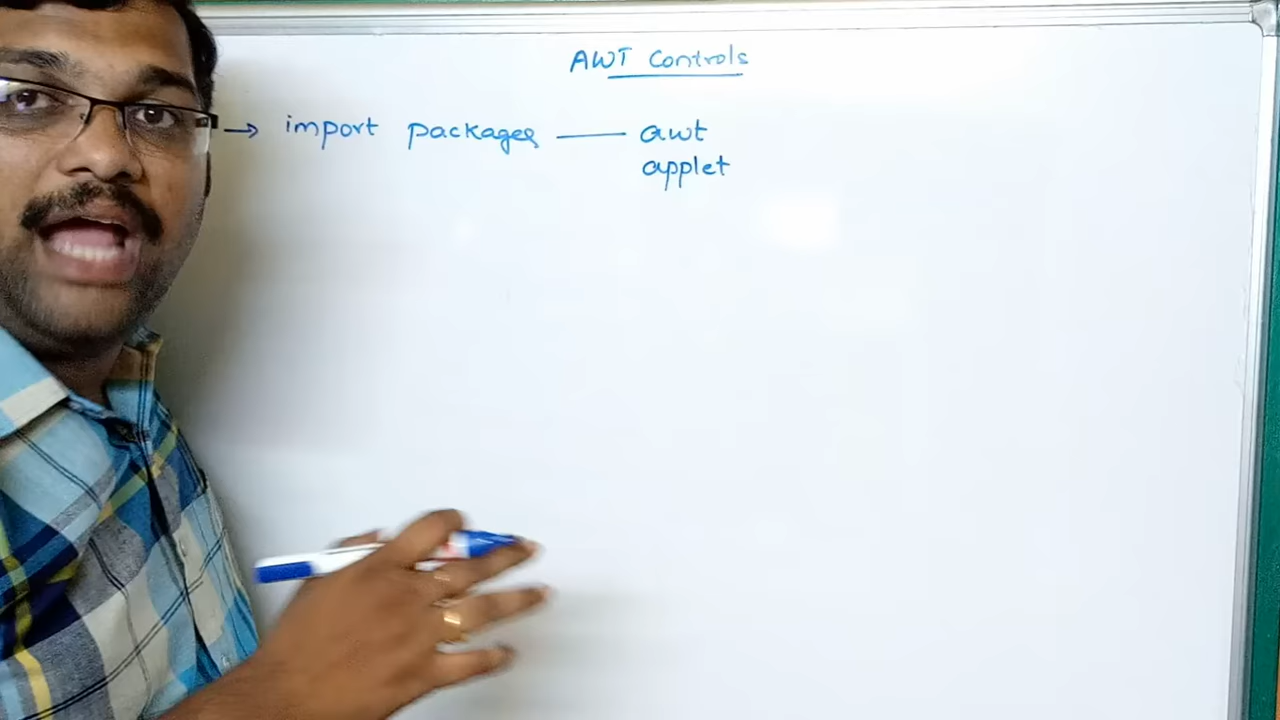 AWT Controls
→ import packages — awt
applet